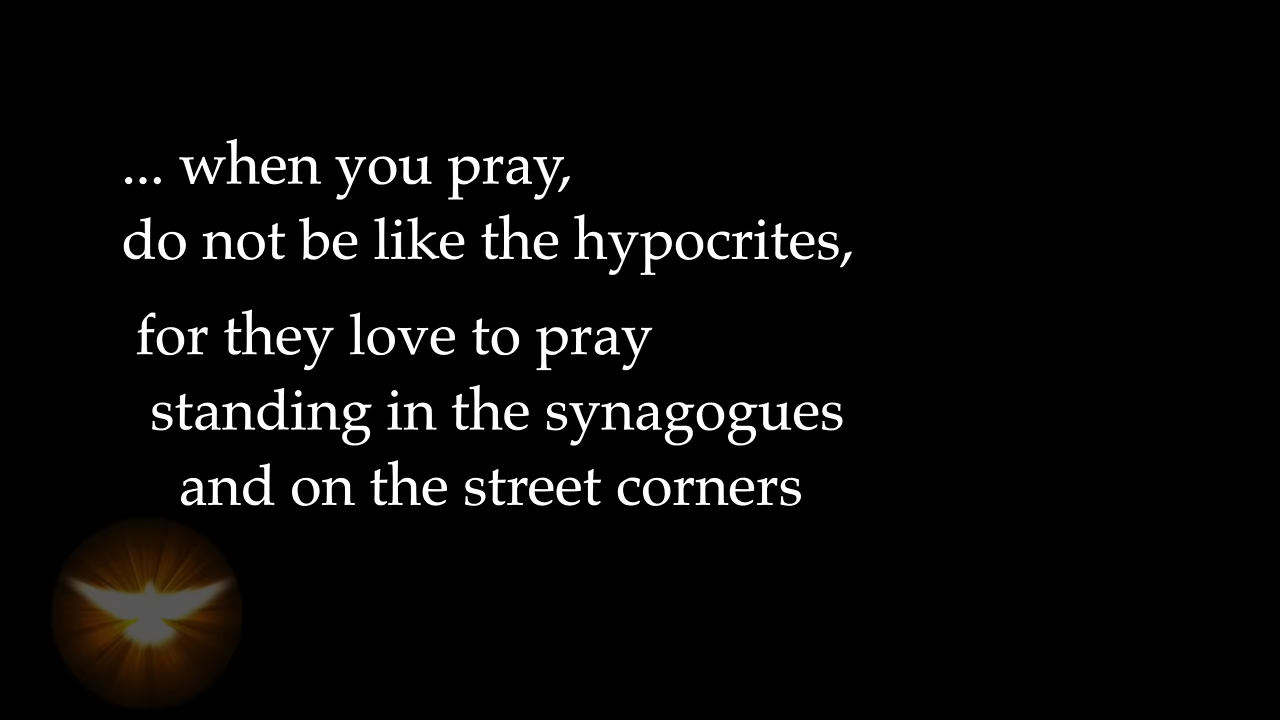 ... when you pray,
do not be like the hypocrites,
for they love to pray
standing in the synagogues
and on the street corners